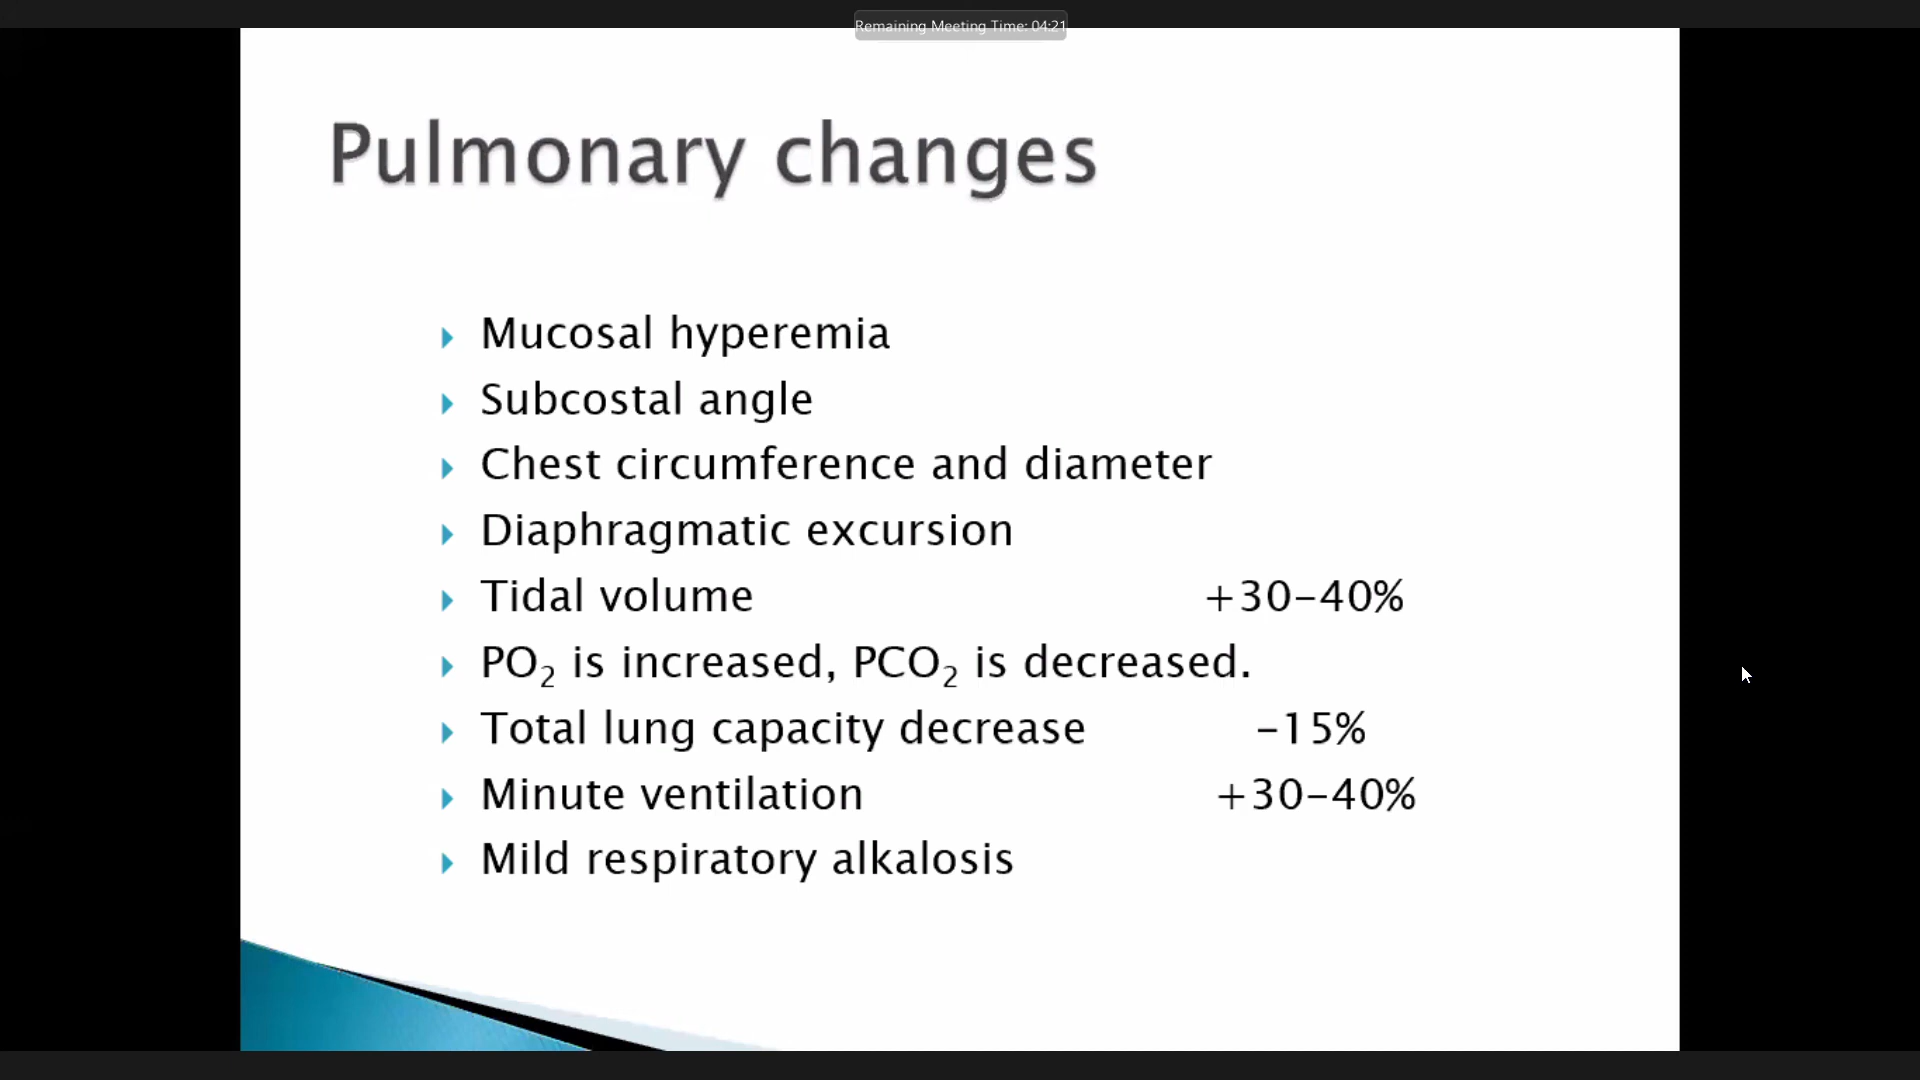 Remaining Meeting Time: 04:21
Pulmonary changes
Mucosal hyperemia
Subcostal angle
Chest circumference and diameter
Diaphragmatic excursion
Tidal volume +30-40%
PO₂ is increased, PCO₂ is decreased.
Total lung capacity decrease -15%
Minute ventilation +30-40%
Mild respiratory alkalosis